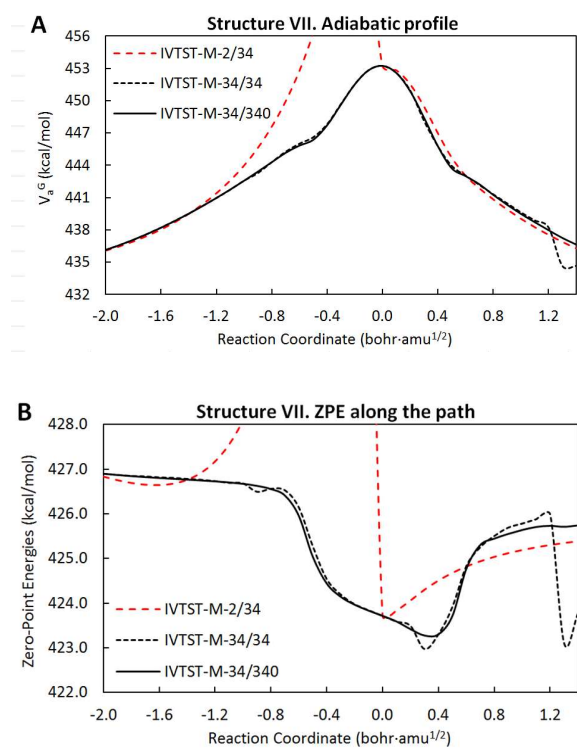 A
Structure VII. Adiabatic profile
IVTST-M-2/34
IVTST-M-34/34
IVTST-M-34/340
456
453
450
447
444
441
438
435
432
Vₐᴳ (kcal/mol)
-2.0 -1.6 -1.2 -0.8 -0.4 0.0 0.4 0.8 1.2
Reaction Coordinate (bohr·amu¹/²)
B
Structure VII. ZPE along the path
428.0
427.0
426.0
425.0
424.0
423.0
422.0
Zero-Point Energies (kcal/mol)
IVTST-M-2/34
IVTST-M-34/34
IVTST-M-34/340
-2.0 -1.6 -1.2 -0.8 -0.4 0.0 0.4 0.8 1.2
Reaction Coordinate (bohr·amu¹/²)